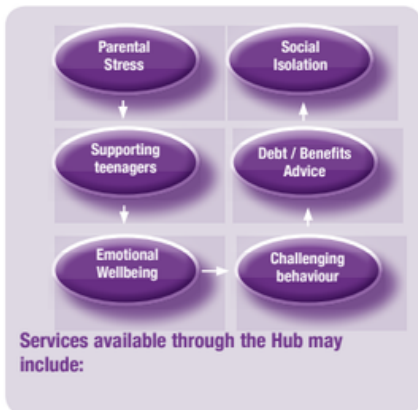 Parental
Stress
Supporting
teenagers
Emotional
Wellbeing
Challenging
behaviour
Debt / Benefits
Advice
Social
Isolation
Services available through the Hub may
include: